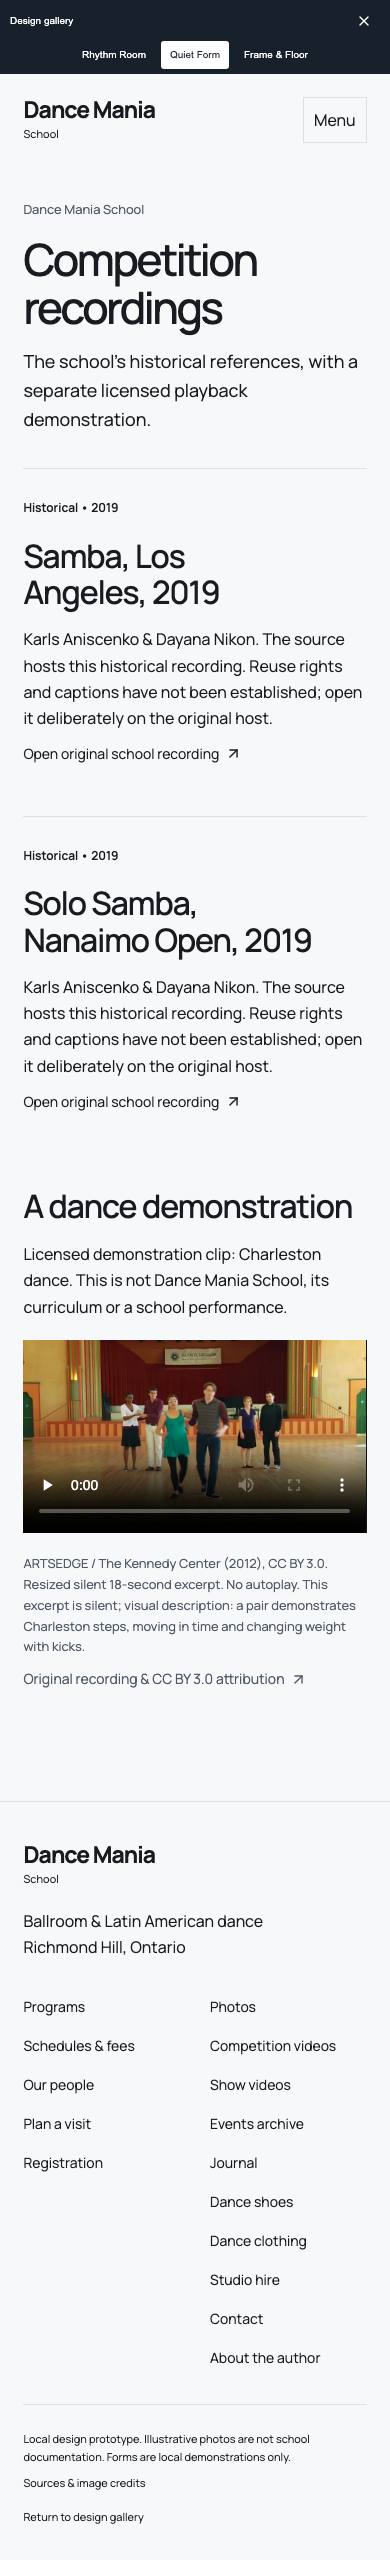 Design gallery
Rhythm Room
Quiet Form
Frame & Floor
Dance Mania
School
Menu
Dance Mania School
Competition
recordings
The school's historical references, with a
separate licensed playback
demonstration.
Historical • 2019
Samba, Los
Angeles, 2019
Karls Aniscenko & Dayana Nikon. The source
hosts this historical recording. Reuse rights
and captions have not been established; open
it deliberately on the original host.
Open original school recording
Historical • 2019
Solo Samba,
Nanaimo Open, 2019
Karls Aniscenko & Dayana Nikon. The source
hosts this historical recording. Reuse rights
and captions have not been established; open
it deliberately on the original host.
Open original school recording
A dance demonstration
Licensed demonstration clip: Charleston
dance. This is not Dance Mania School, its
curriculum or a school performance.
0:00
ARTSEDGE / The Kennedy Center (2012), CC BY 3.0.
Resized silent 18-second excerpt. No autoplay. This
excerpt is silent; visual description: a pair demonstrates
Charleston steps, moving in time and changing weight
with kicks.
Original recording & CC BY 3.0 attribution
Dance Mania
School
Ballroom & Latin American dance
Richmond Hill, Ontario
Programs
Schedules & fees
Our people
Plan a visit
Registration
Photos
Competition videos
Show videos
Events archive
Journal
Dance shoes
Dance clothing
Studio hire
Contact
About the author
Local design prototype. Illustrative photos are not school
documentation. Forms are local demonstrations only.
Sources & image credits
Return to design gallery